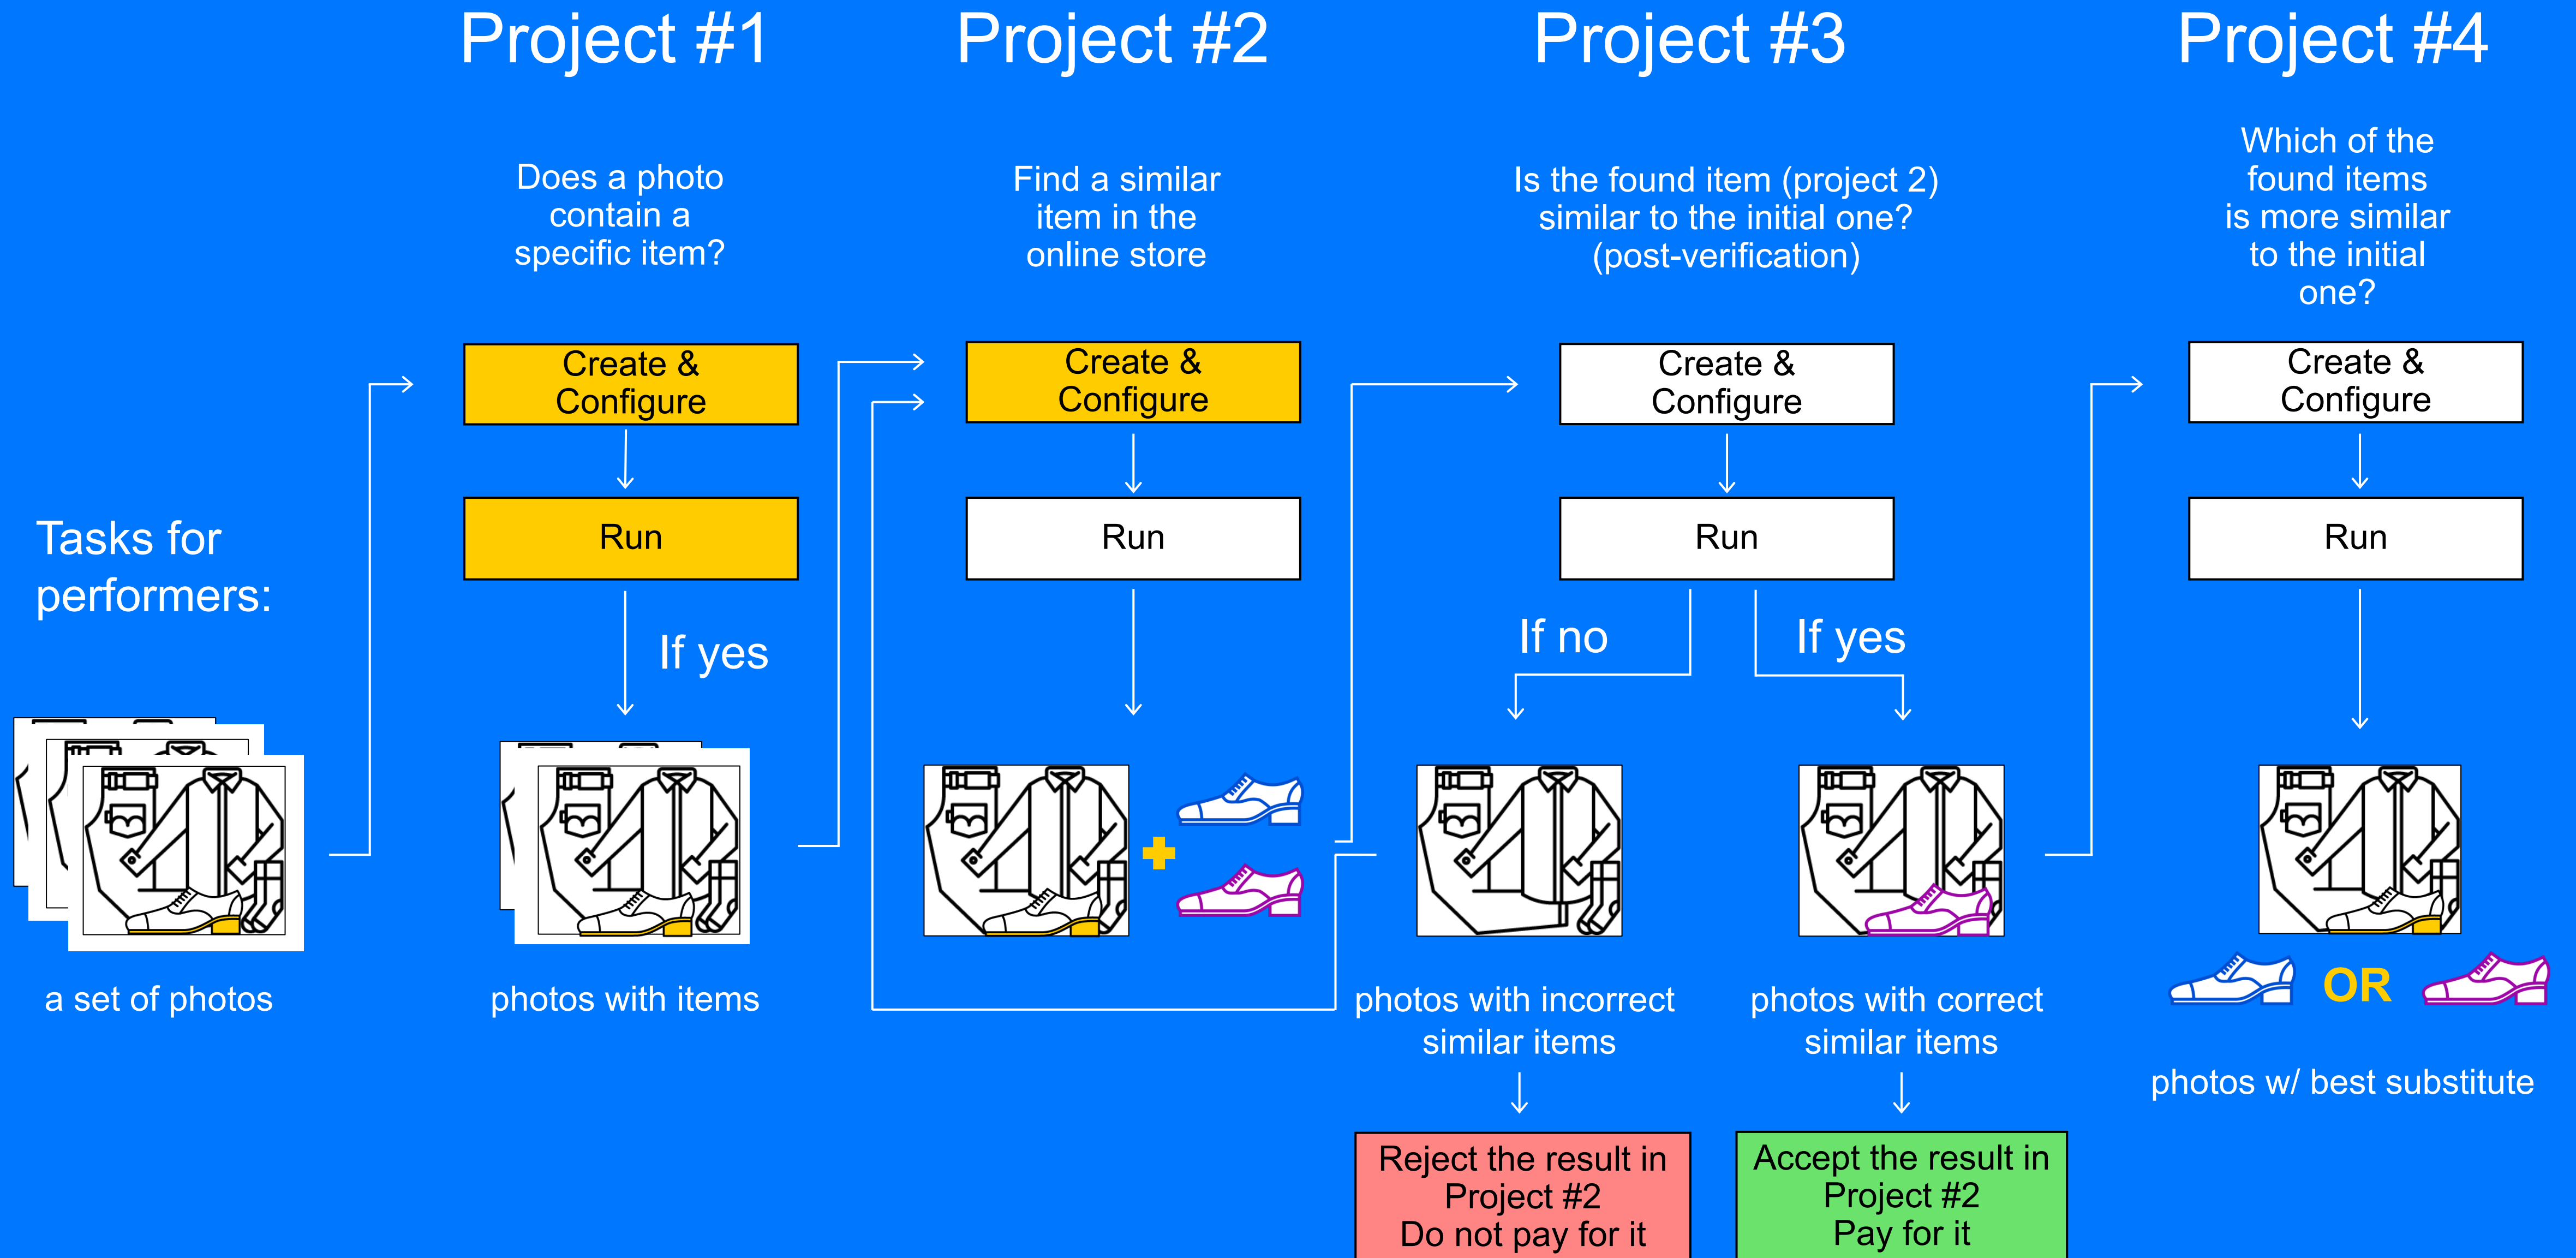 Project #1
Project #2
Project #3
Project #4
Does a photo
contain a
specific item?
Find a similar
item in the
online store
Is the found item (project 2)
similar to the initial one?
(post-verification)
Which of the
found items
is more similar
to the initial
one?
Create &
Configure
Create &
Configure
Create &
Configure
Create &
Configure
Run
Run
Run
Run
Tasks for
performers:
If yes
If no
If yes
OR
a set of photos
photos with items
photos with incorrect
similar items
photos with correct
similar items
photos w/ best substitute
Reject the result in
Project #2
Do not pay for it
Accept the result in
Project #2
Pay for it